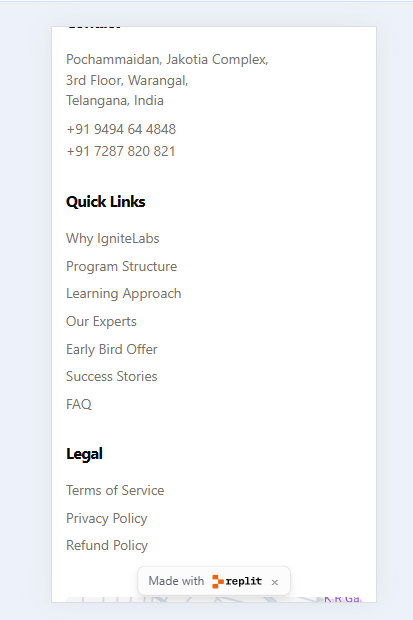 Pochammaidan, Jakotia Complex,
3rd Floor, Warangal,
Telangana, India
+91 9494 64 4848
+91 7287 820 821
Quick Links
Why IgniteLabs
Program Structure
Learning Approach
Our Experts
Early Bird Offer
Success Stories
FAQ
Legal
Terms of Service
Privacy Policy
Refund Policy
Made with replit ×